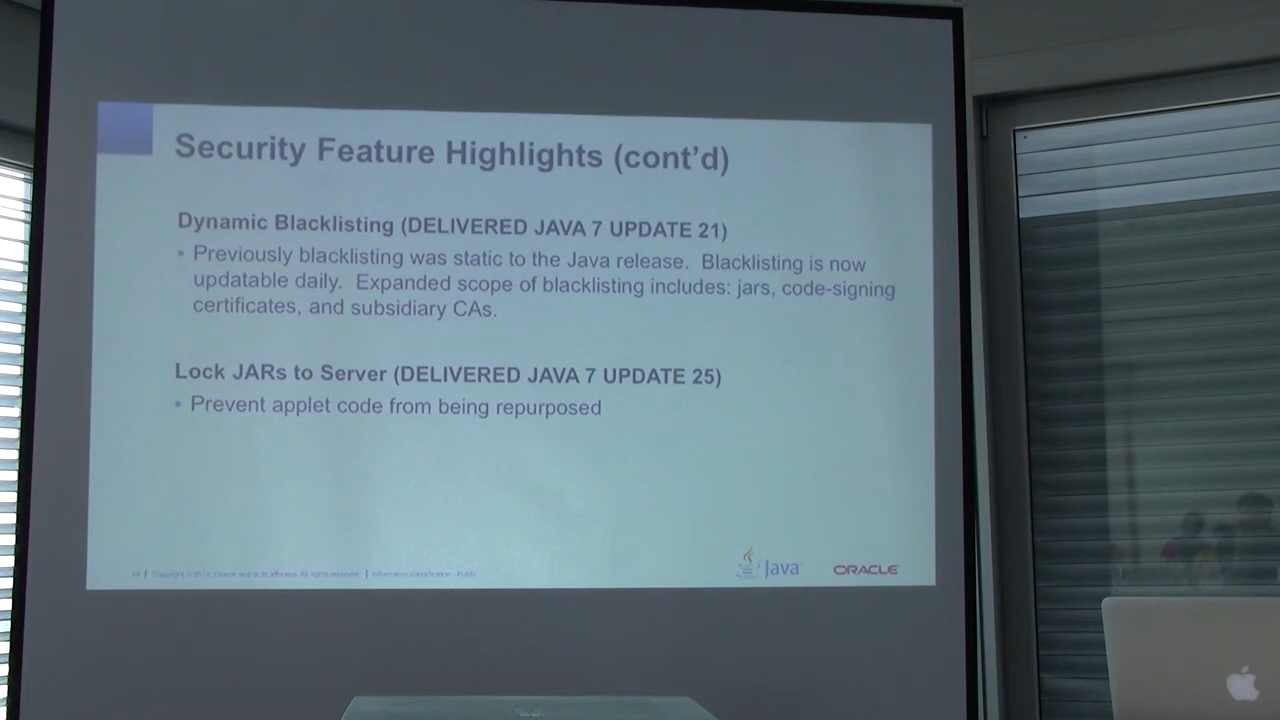 Security Feature Highlights (cont'd)
Dynamic Blacklisting (DELIVERED JAVA 7 UPDATE 21)
▪ Previously blacklisting was static to the Java release. Blacklisting is now
updatable daily. Expanded scope of blacklisting includes: jars, code-signing
certificates, and subsidiary CAs.
Lock JARs to Server (DELIVERED JAVA 7 UPDATE 25)
▪ Prevent applet code from being repurposed
Java
ORACLE